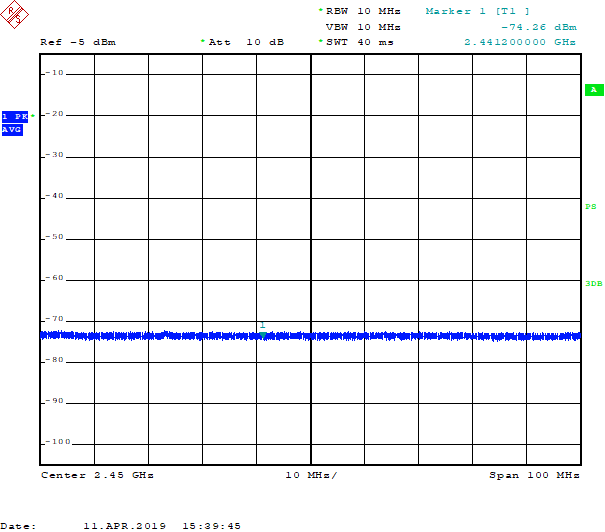 R S
* RBW 10 MHz Marker 1 [T1 ]
VBW 10 MHz -74.26 dBm
Ref -5 dBm * Att 10 dB * SWT 40 ms 2.441200000 GHz
-10
A
1 PK *
-20
AVG
-30
-40
PS
-50
-60
3DB
-70
1
-80
-90
-100
Center 2.45 GHz 10 MHz/ Span 100 MHz
Date: 11.APR.2019 15:39:45